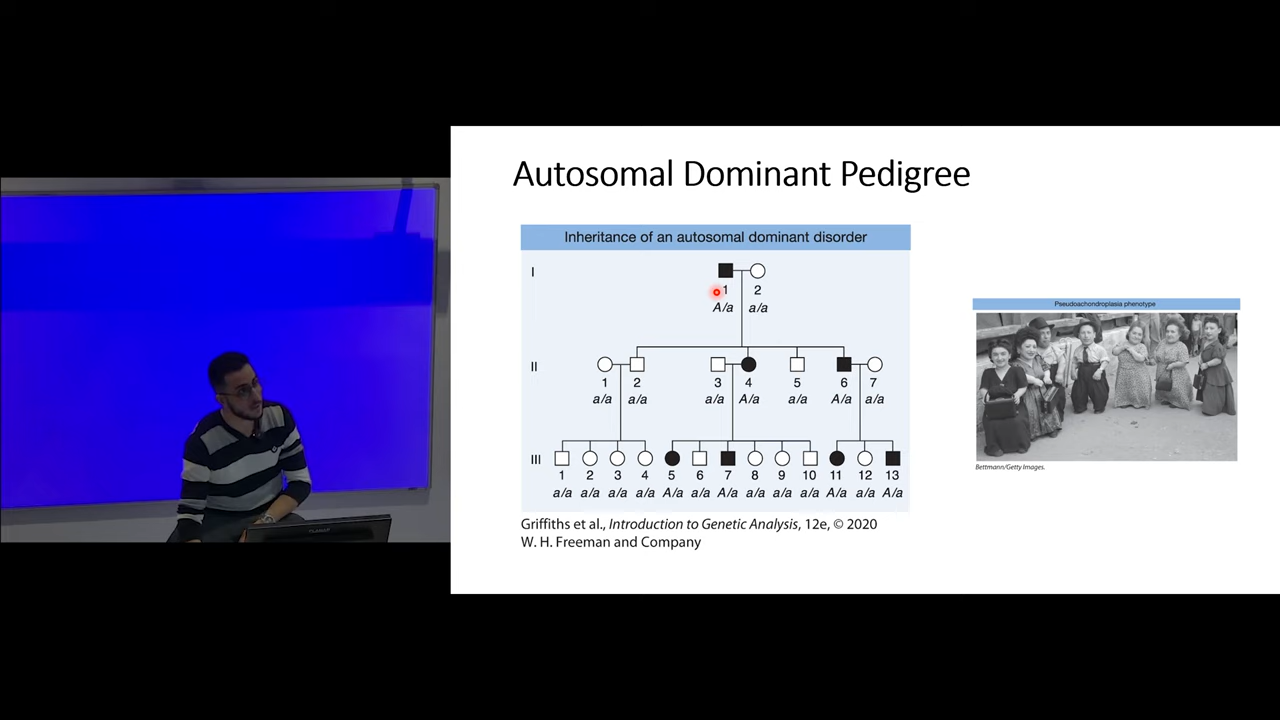 Autosomal Dominant Pedigree
Inheritance of an autosomal dominant disorder
I
1 2
A/a a/a
II
1 2 3 4 5 6 7
a/a a/a a/a A/a a/a A/a a/a
III
1 2 3 4 5 6 7 8 9 10 11 12 13
a/a a/a a/a a/a A/a a/a A/a a/a a/a a/a A/a a/a A/a
Griffiths et al., Introduction to Genetic Analysis, 12e, © 2020
W. H. Freeman and Company
Pseudoachondroplasia phenotype
Bettmann/Getty Images.